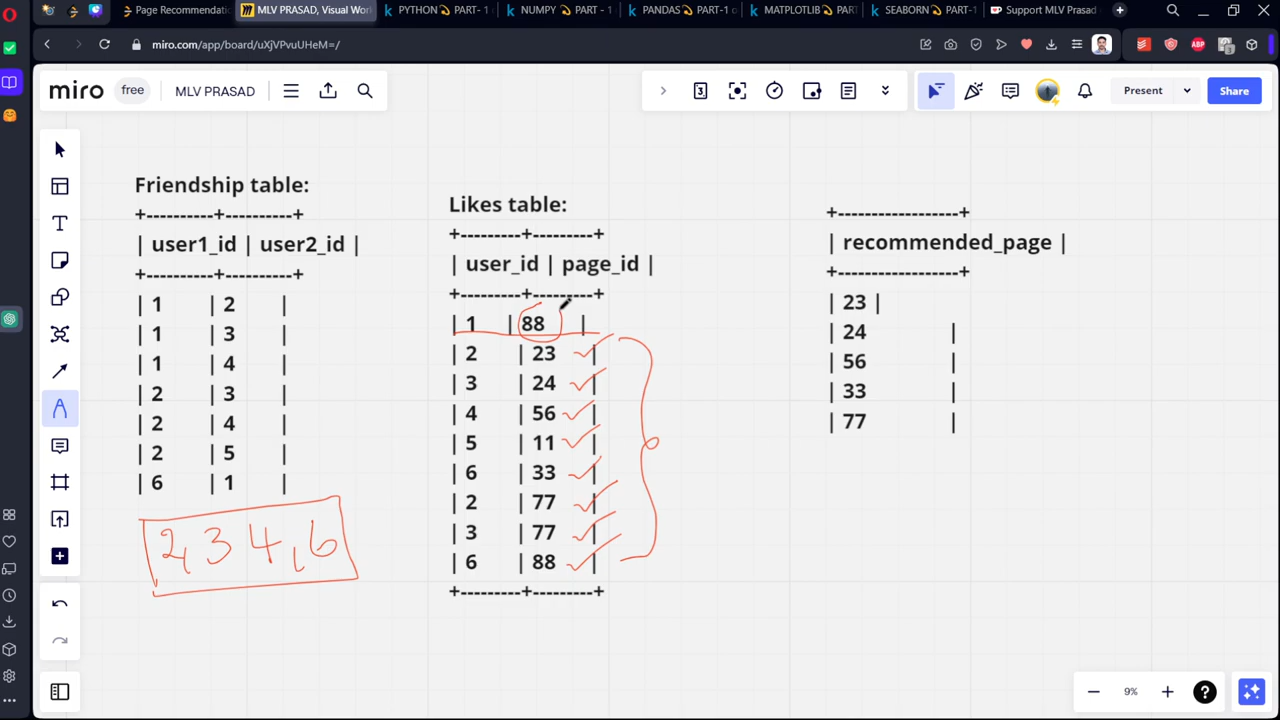 Page Recommendati
MLV PRASAD, Visual Work
PYTHON PART- 1
NUMPY PART - 1
PANDAS PART-1 o
MATPLOTLIB PART
SEABORN PART-1
Support MLV Prasad
miro.com/app/board/uXjVPvuUHeM=/
ABP
miro free MLV PRASAD
3
Present
Share
Friendship table:
+----------+----------+
| user1_id | user2_id |
+----------+----------+
| 1 | 2 |
| 1 | 3 |
| 1 | 4 |
| 2 | 3 |
| 2 | 4 |
| 2 | 5 |
| 6 | 1 |
2, 3 4, 6
Likes table:
+---------+---------+
| user_id | page_id |
+---------+---------+
| 1 | 88 |
| 2 | 23 |
| 3 | 24 |
| 4 | 56 |
| 5 | 11 |
| 6 | 33 |
| 2 | 77 |
| 3 | 77 |
| 6 | 88 |
+---------+---------+
+------------------+
| recommended_page |
+------------------+
| 23 |
| 24 |
| 56 |
| 33 |
| 77 |
9%
?